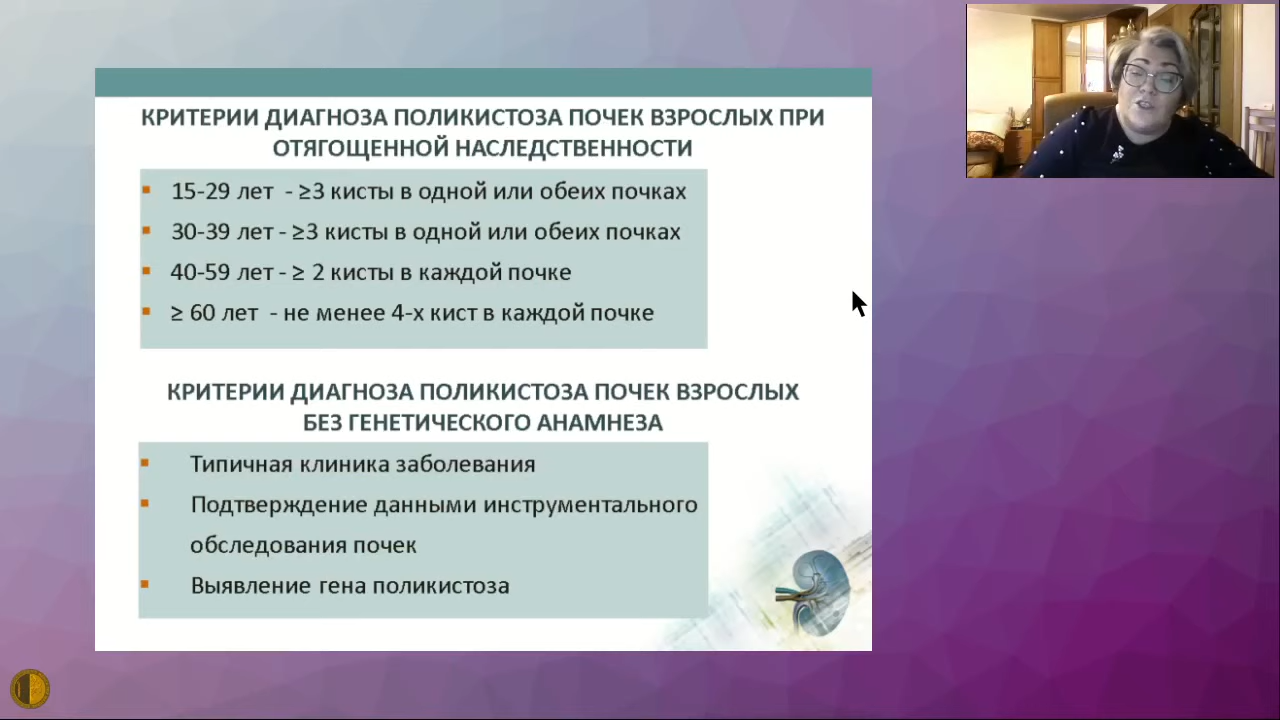 КРИТЕРИИ ДИАГНОЗА ПОЛИКИСТОЗА ПОЧЕК ВЗРОСЛЫХ ПРИ
ОТЯГОЩЕННОЙ НАСЛЕДСТВЕННОСТИ
▪ 15-29 лет - ≥3 кисты в одной или обеих почках
▪ 30-39 лет - ≥3 кисты в одной или обеих почках
▪ 40-59 лет - ≥ 2 кисты в каждой почке
▪ ≥ 60 лет - не менее 4-х кист в каждой почке
КРИТЕРИИ ДИАГНОЗА ПОЛИКИСТОЗА ПОЧЕК ВЗРОСЛЫХ
БЕЗ ГЕНЕТИЧЕСКОГО АНАМНЕЗА
▪ Типичная клиника заболевания
▪ Подтверждение данными инструментального
обследования почек
▪ Выявление гена поликистоза